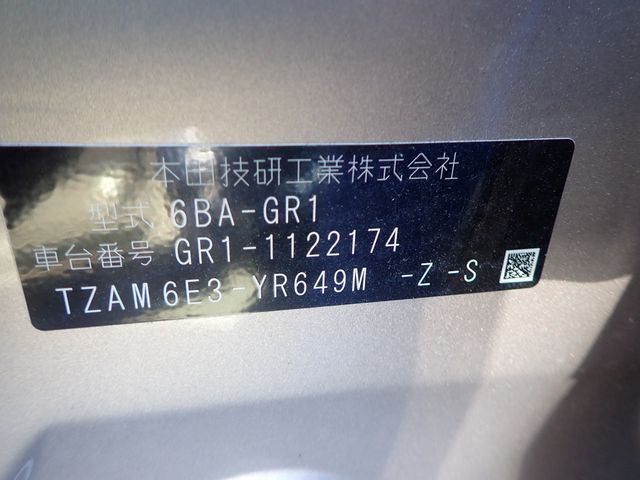 本田技研工業株式会社
型式 6BA-GR1
車台番号 GR1-1122174
TZAM6E3-YR649M -Z -S